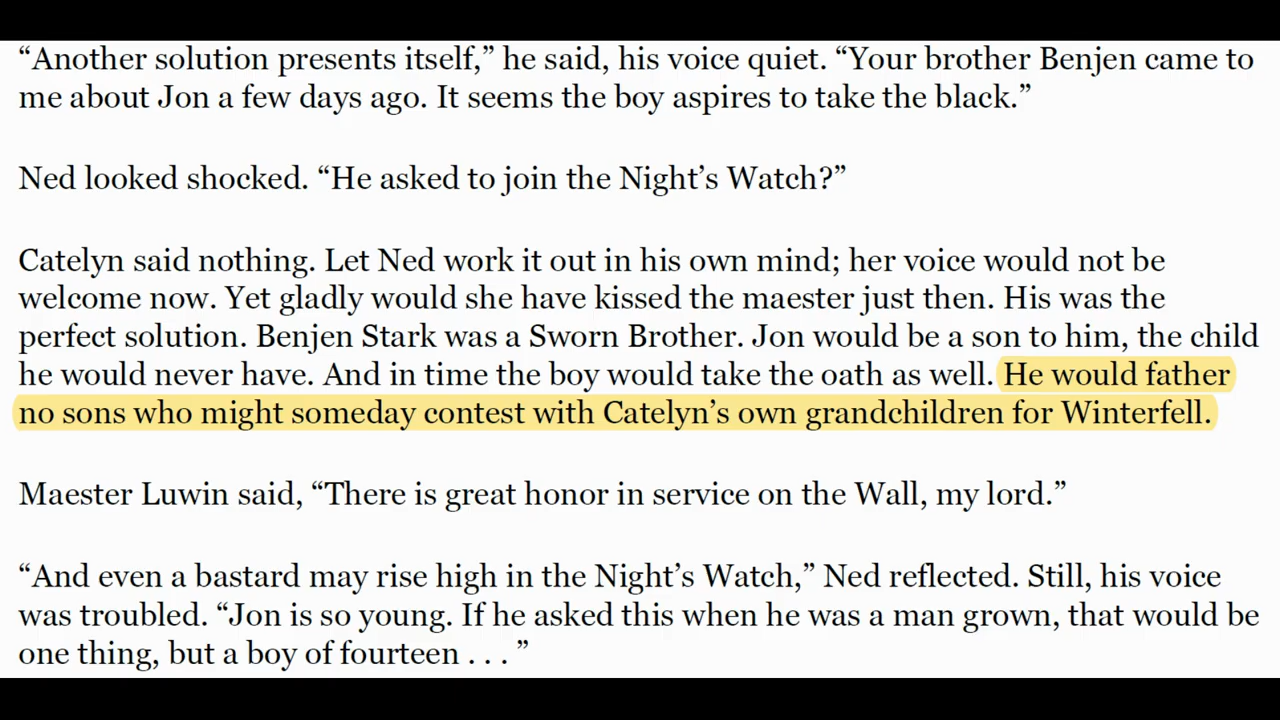 “Another solution presents itself,” he said, his voice quiet. “Your brother Benjen came to
me about Jon a few days ago. It seems the boy aspires to take the black.”
Ned looked shocked. “He asked to join the Night’s Watch?”
Catelyn said nothing. Let Ned work it out in his own mind; her voice would not be
welcome now. Yet gladly would she have kissed the maester just then. His was the
perfect solution. Benjen Stark was a Sworn Brother. Jon would be a son to him, the child
he would never have. And in time the boy would take the oath as well. He would father
no sons who might someday contest with Catelyn’s own grandchildren for Winterfell.
Maester Luwin said, “There is great honor in service on the Wall, my lord.”
“And even a bastard may rise high in the Night’s Watch,” Ned reflected. Still, his voice
was troubled. “Jon is so young. If he asked this when he was a man grown, that would be
one thing, but a boy of fourteen . . . ”